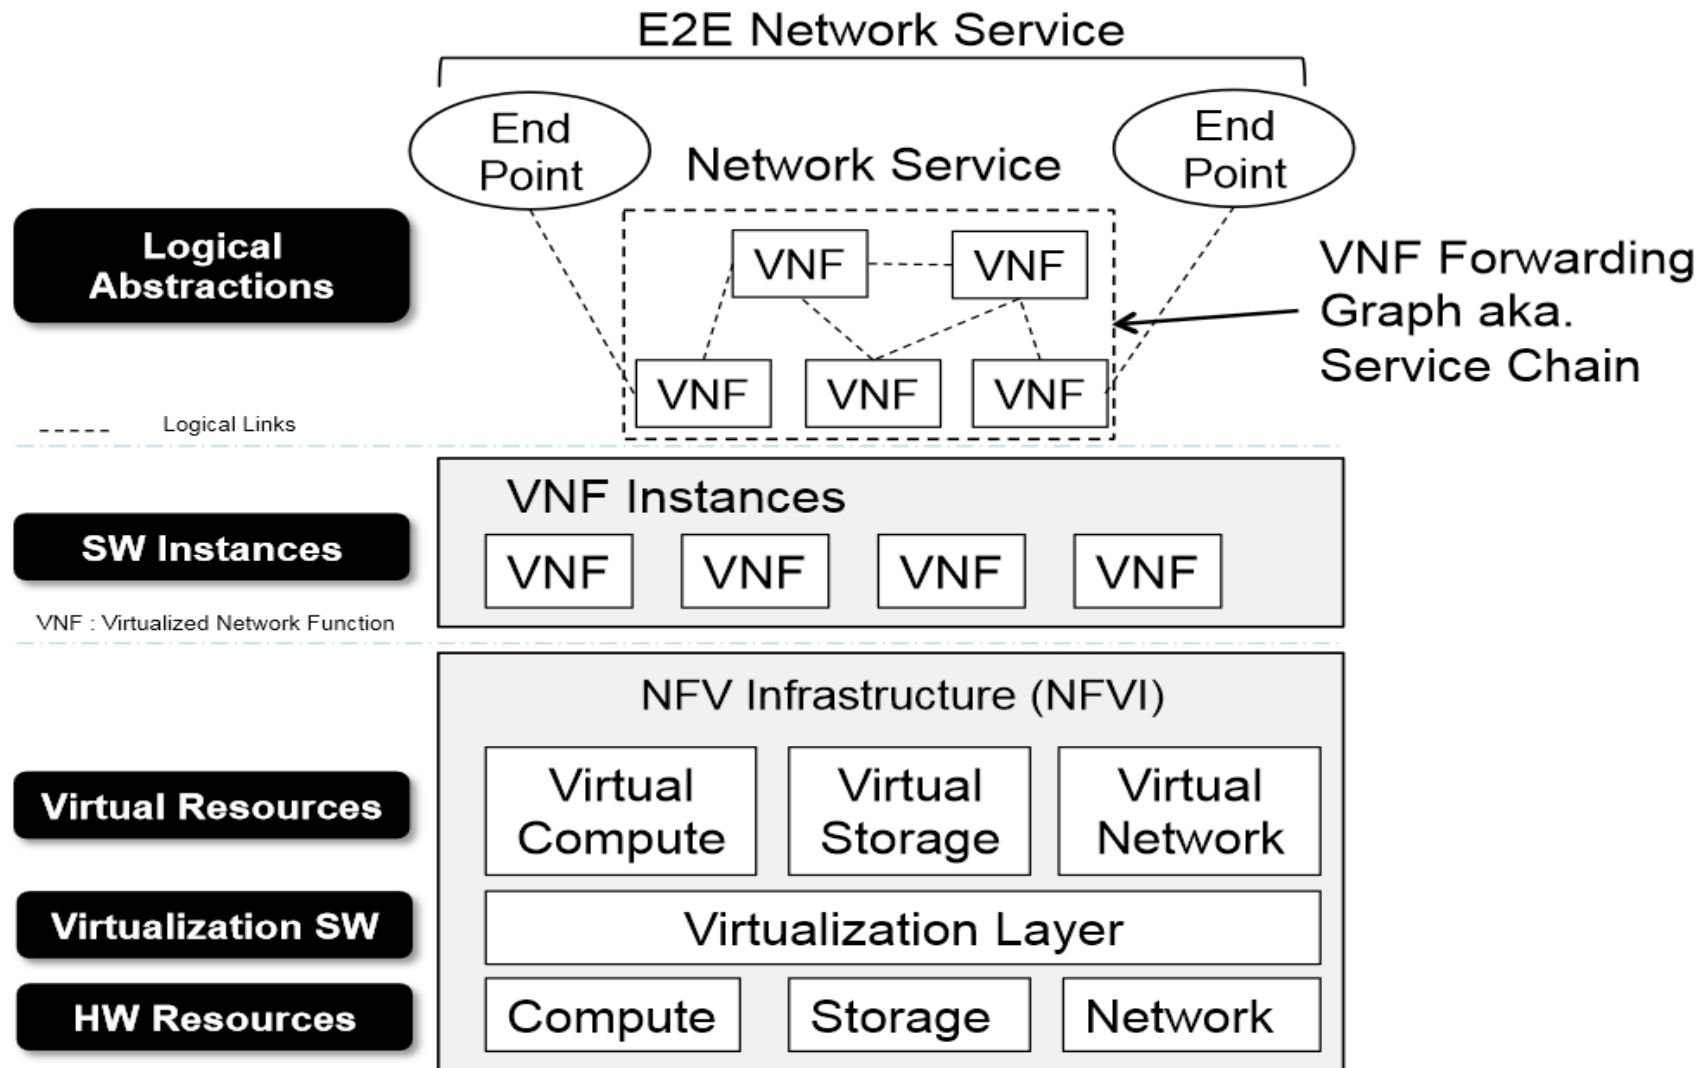 E2E Network Service
End
Point
Network Service
End
Point
Logical
Abstractions
VNF
VNF
VNF Forwarding
Graph aka.
Service Chain
VNF
VNF
VNF
----- Logical Links
VNF Instances
SW Instances
VNF
VNF
VNF
VNF
VNF : Virtualized Network Function
NFV Infrastructure (NFVI)
Virtual Resources
Virtual
Compute
Virtual
Storage
Virtual
Network
Virtualization SW
Virtualization Layer
HW Resources
Compute
Storage
Network